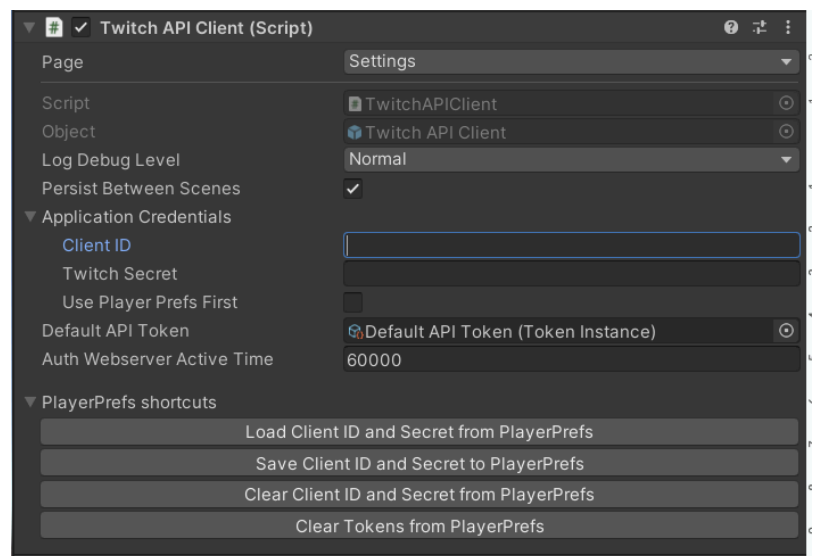 Twitch API Client (Script)
Page Settings
Script TwitchAPIClient
Object Twitch API Client
Log Debug Level Normal
Persist Between Scenes
Application Credentials
Client ID
Twitch Secret
Use Player Prefs First
Default API Token Default API Token (Token Instance)
Auth Webserver Active Time 60000
PlayerPrefs shortcuts
Load Client ID and Secret from PlayerPrefs
Save Client ID and Secret to PlayerPrefs
Clear Client ID and Secret from PlayerPrefs
Clear Tokens from PlayerPrefs